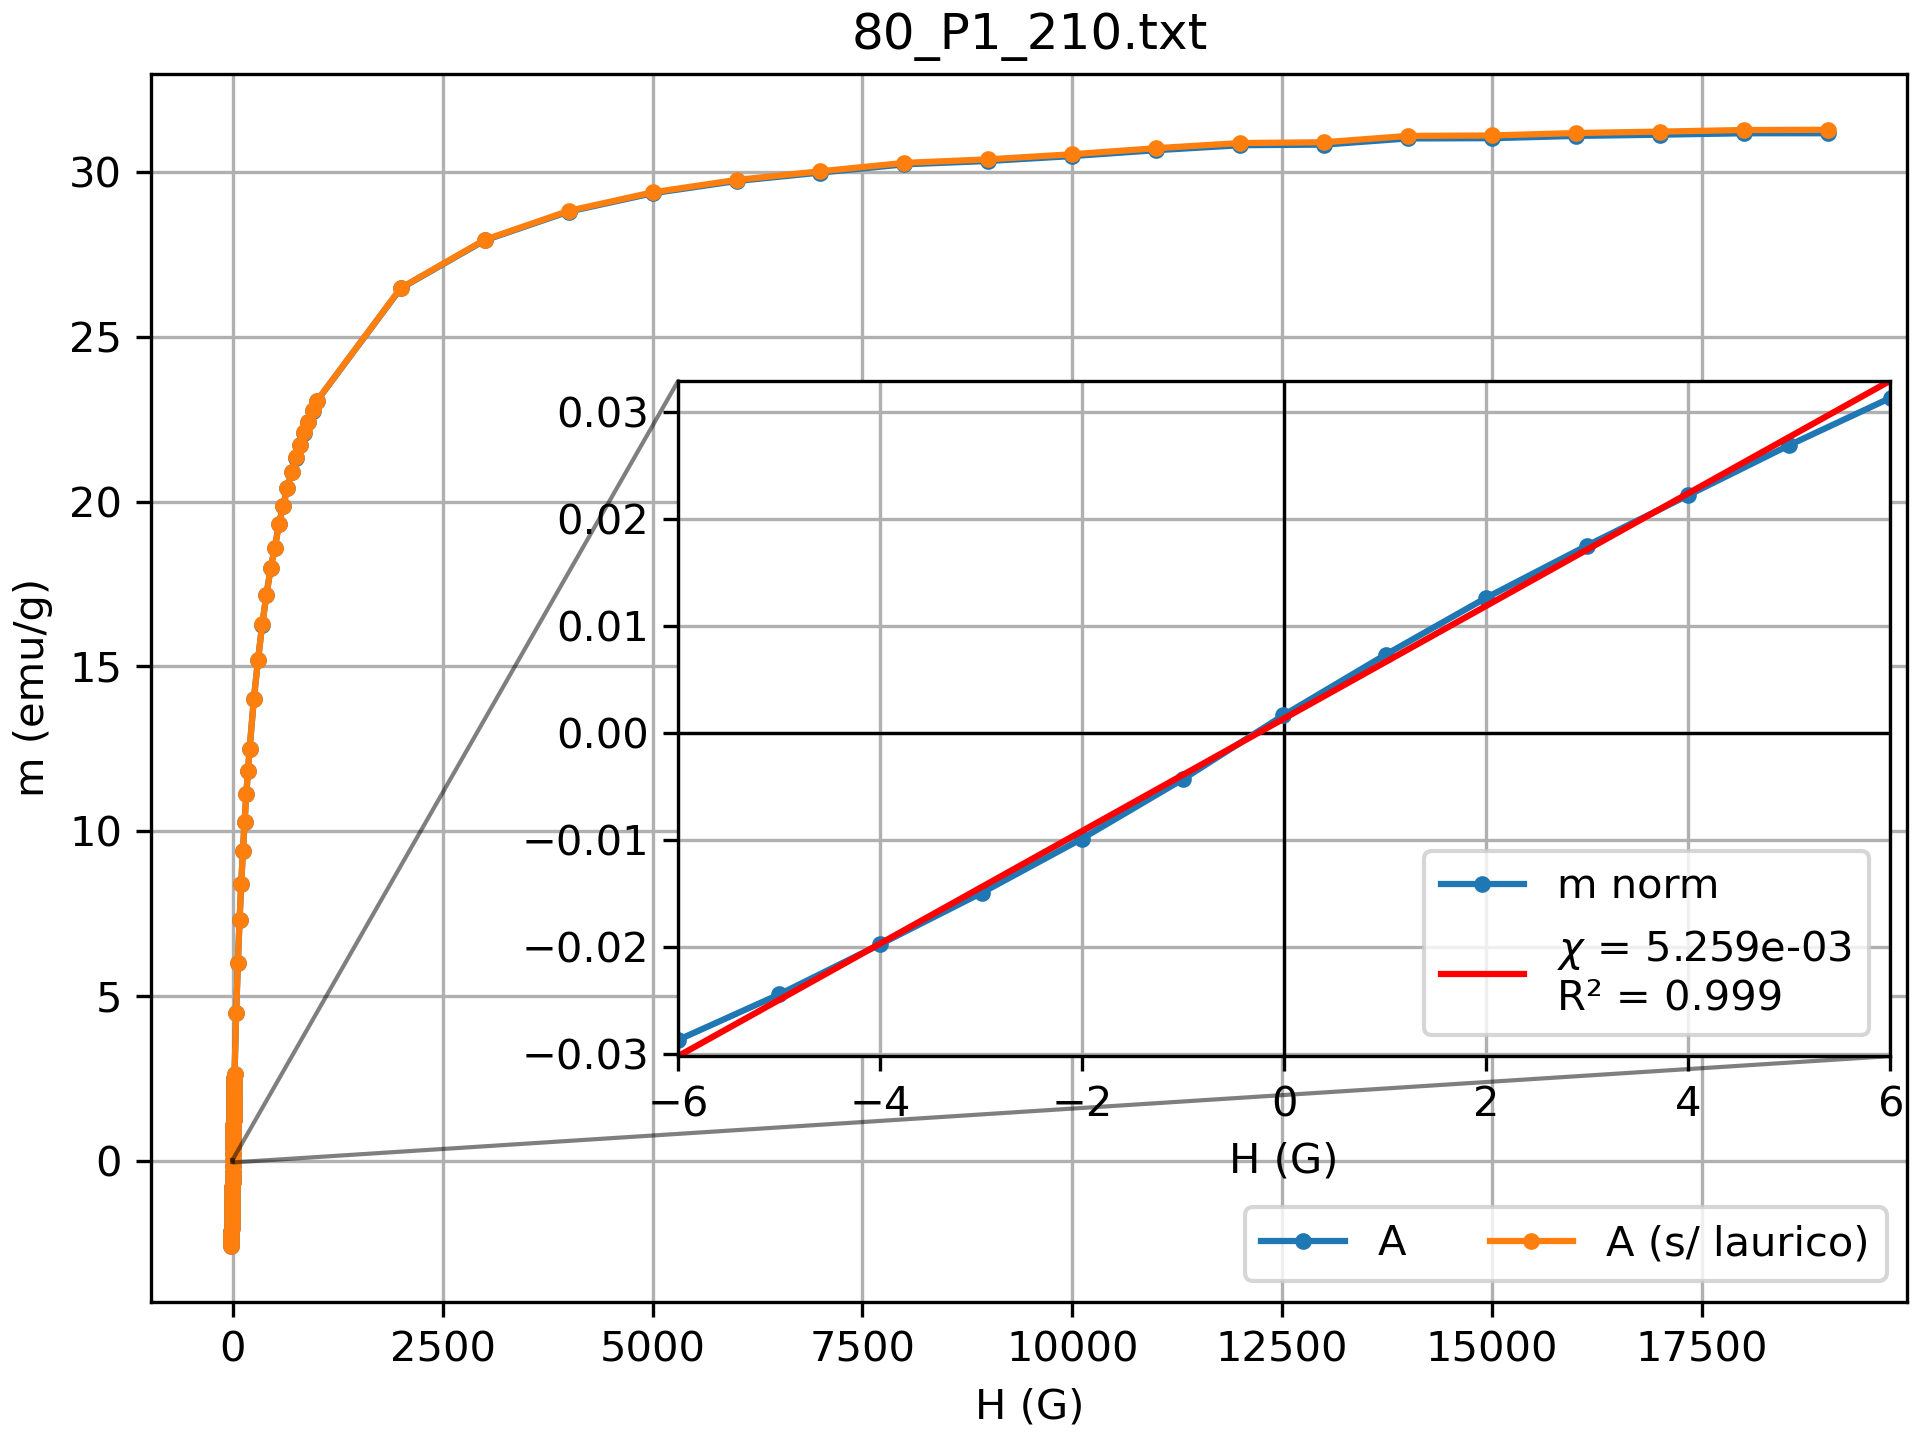 80_P1_210.txt
m (emu/g)
30
25
20
15
10
5
0
0.03
0.02
0.01
0.00
−0.01
−0.02
−0.03
m norm
χ = 5.259e-03
R² = 0.999
−6 −4 −2 0 2 4 6
H (G)
A A (s/ laurico)
0 2500 5000 7500 10000 12500 15000 17500
H (G)